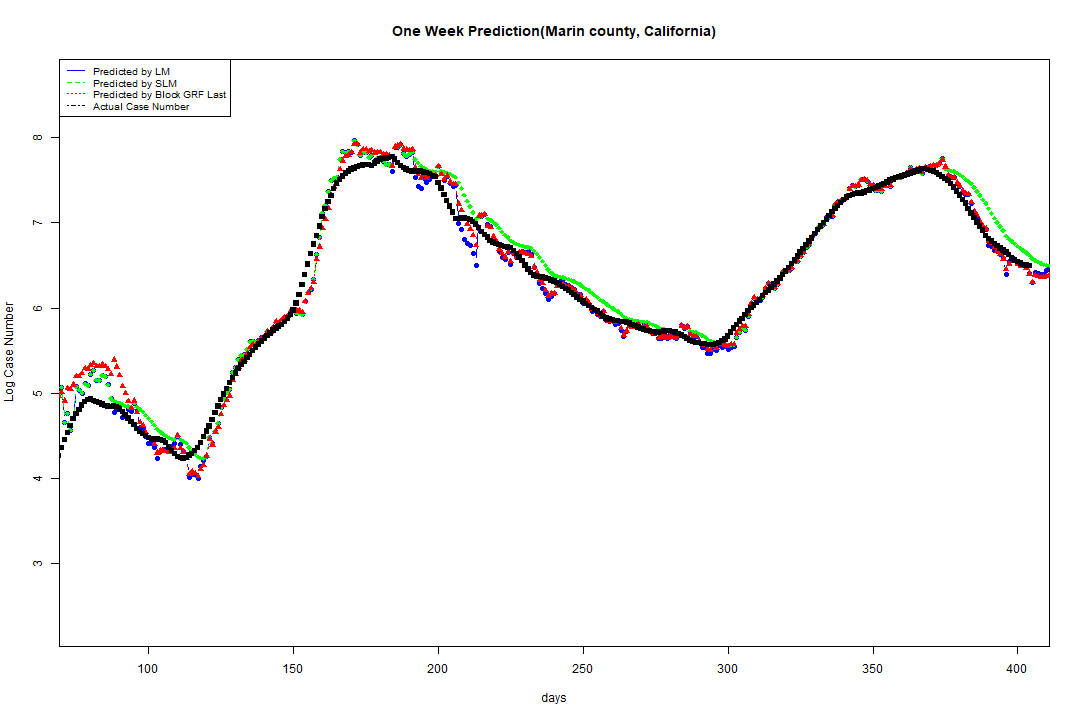 One Week Prediction(Marin county, California)
Predicted by LM
Predicted by SLM
Predicted by Block GRF Last
Actual Case Number
8
7
6
5
4
3
Log Case Number
100 150 200 250 300 350 400
days